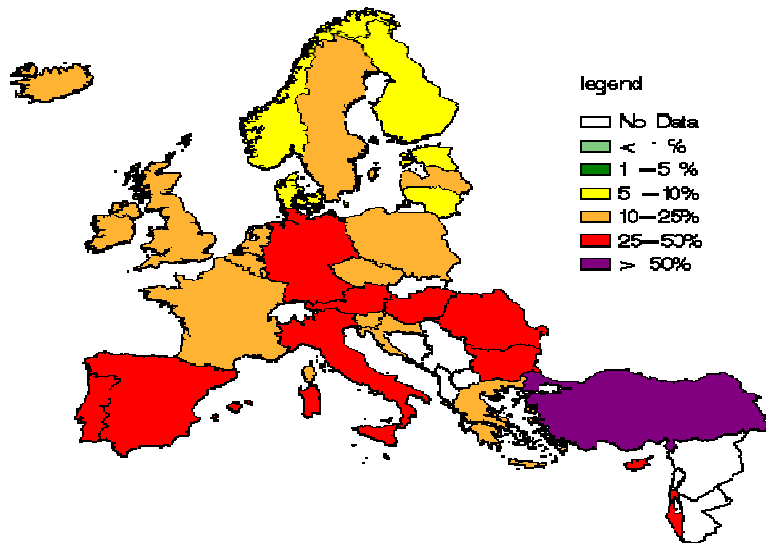 legend
No Data
< %
1 —5 %
5 —10%
10—25%
25—50%
> 50%